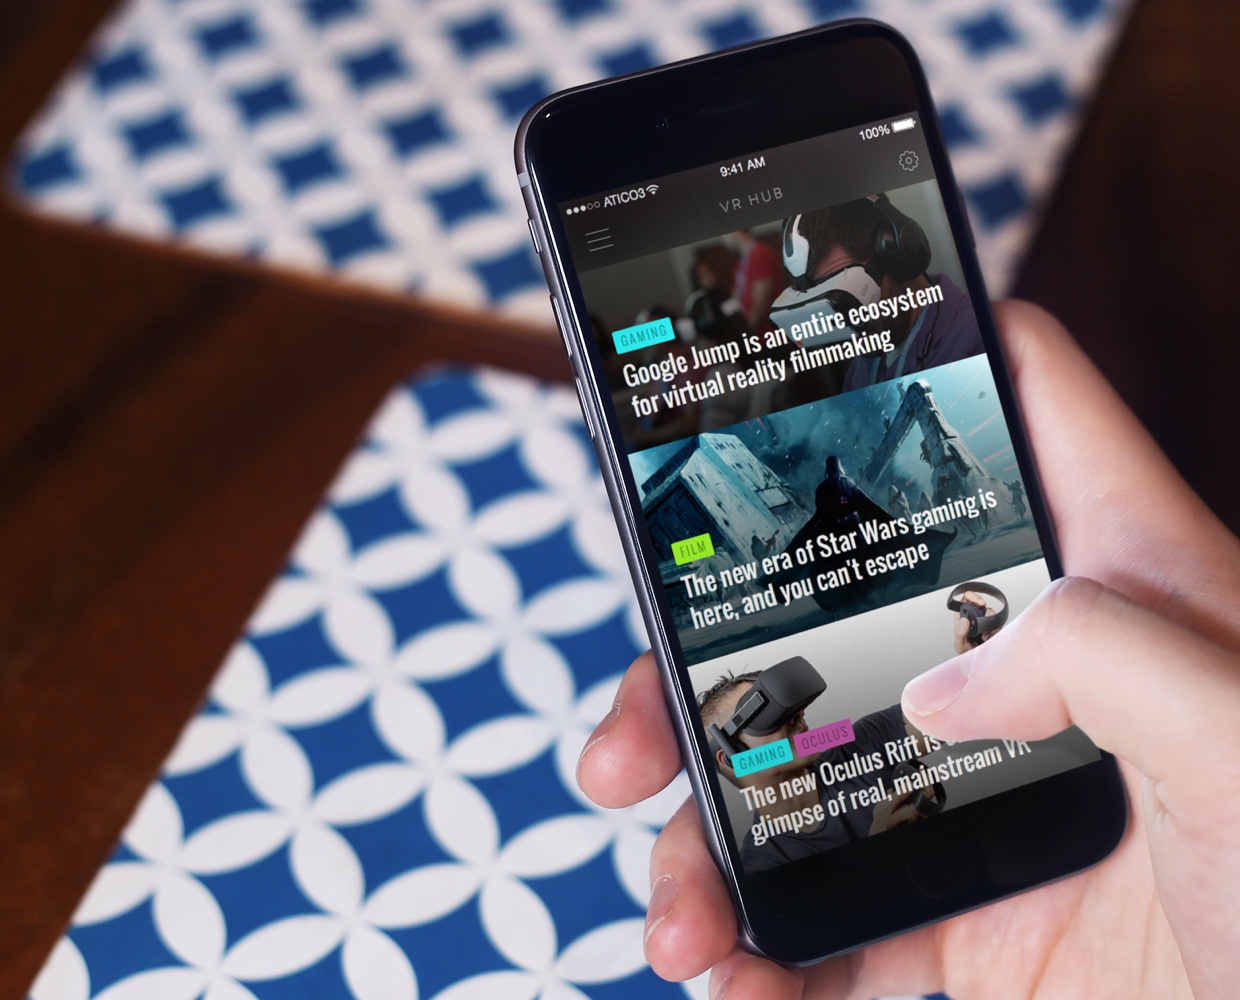 ATICO3 9:41 AM 100%
VR HUB
GAMING
Google Jump is an entire ecosystem
for virtual reality filmmaking
FILM
The new era of Star Wars gaming is
here, and you can't escape
GAMING OCULUS
The new Oculus Rift is
glimpse of real, mainstream VR